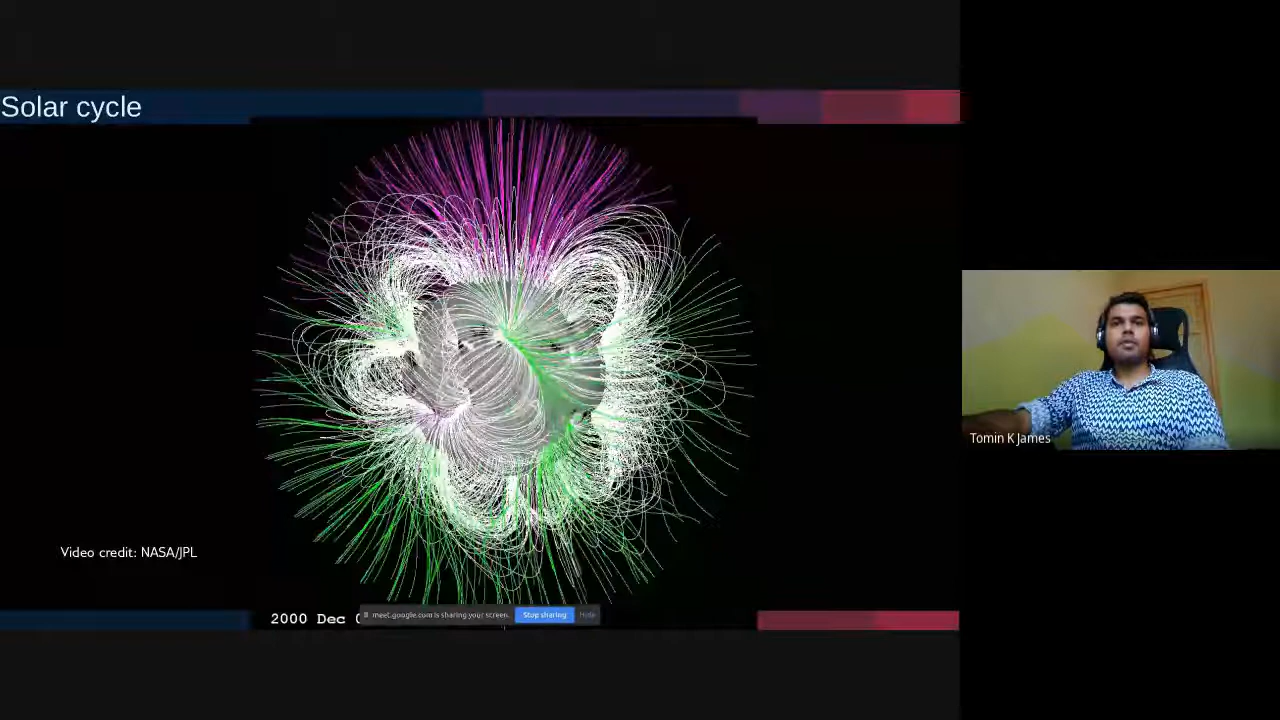 Solar cycle
Tomin K James
Video credit: NASA/JPL
2000 Dec
meet.google.com is sharing your screen.
Stop sharing
Hide